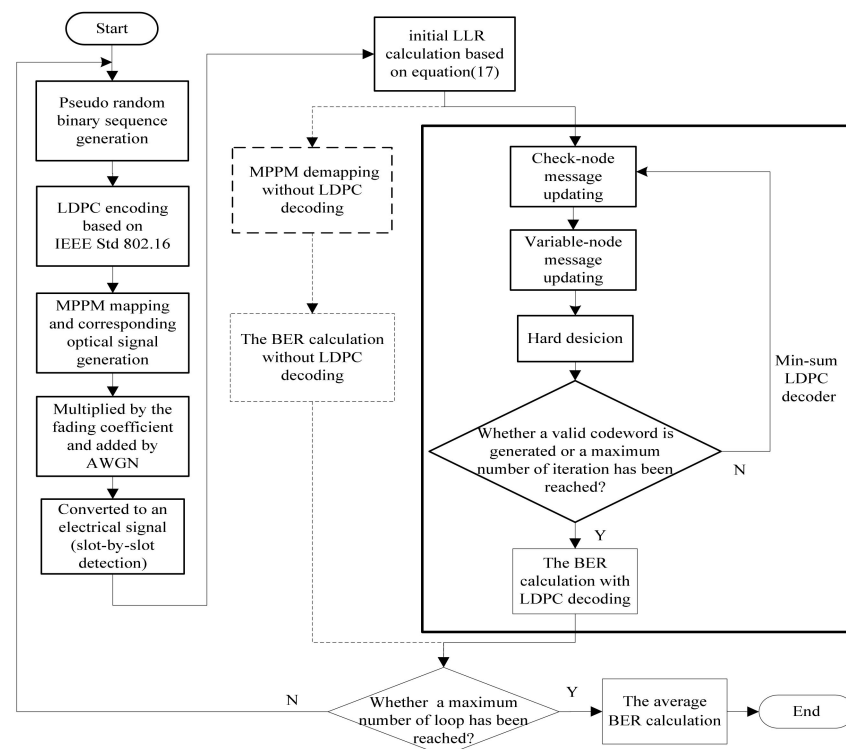 Start
Pseudo random
binary sequence
generation
LDPC encoding
based on
IEEE Std 802.16
MPPM mapping
and corresponding
optical signal
generation
Multiplied by the
fading coefficient
and added by
AWGN
Converted to an
electrical signal
(slot-by-slot
detection)
initial LLR
calculation based
on equation(17)
MPPM demapping
without LDPC
decoding
The BER calculation
without LDPC
decoding
Check-node
message
updating
Variable-node
message
updating
Hard desicion
Whether a valid codeword is
generated or a maximum
number of iteration has been
reached?
N
Min-sum
LDPC
decoder
Y
The BER
calculation with
LDPC decoding
Whether a maximum
number of loop has been
reached?
N
Y
The average
BER calculation
End